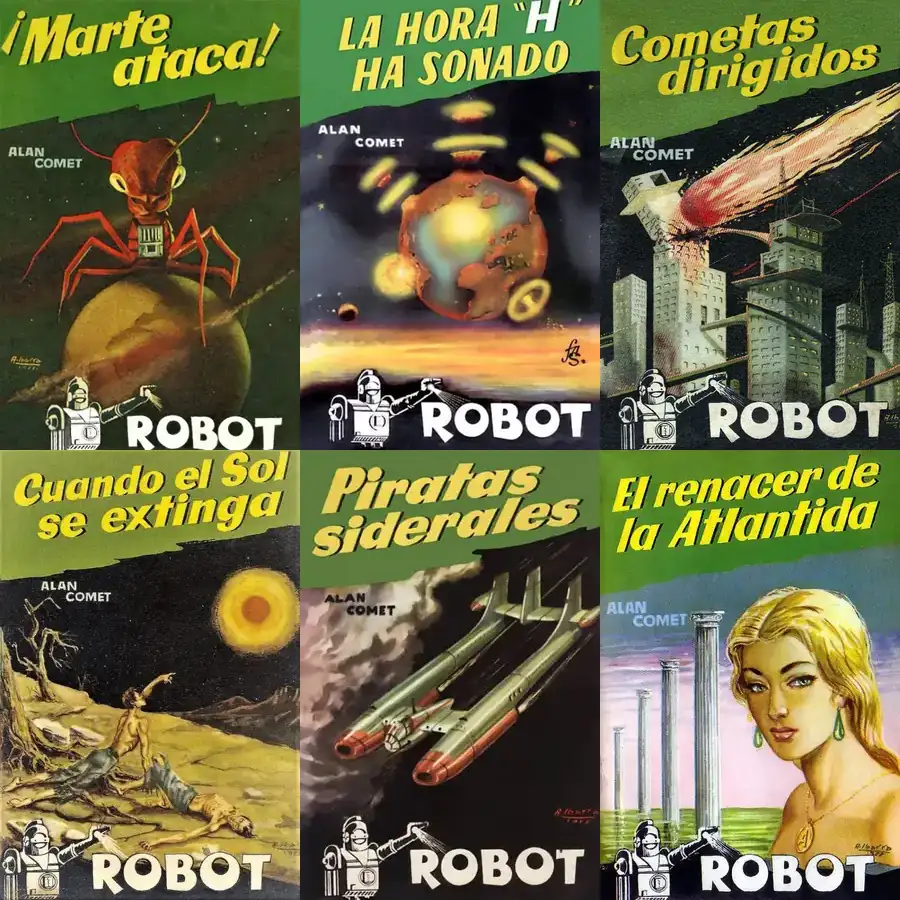 ¡Marte
ataca!
ALAN
COMET
ROBOT
LA HORA "H"
HA SONADO
ALAN
COMET
ROBOT
Cometas
dirigidos
ALAN
COMET
ROBOT
Cuando el Sol
se extinga
ALAN
COMET
ROBOT
Piratas
siderales
ALAN
COMET
ROBOT
El renacer de
la Atlantida
ALAN
COMET
ROBOT